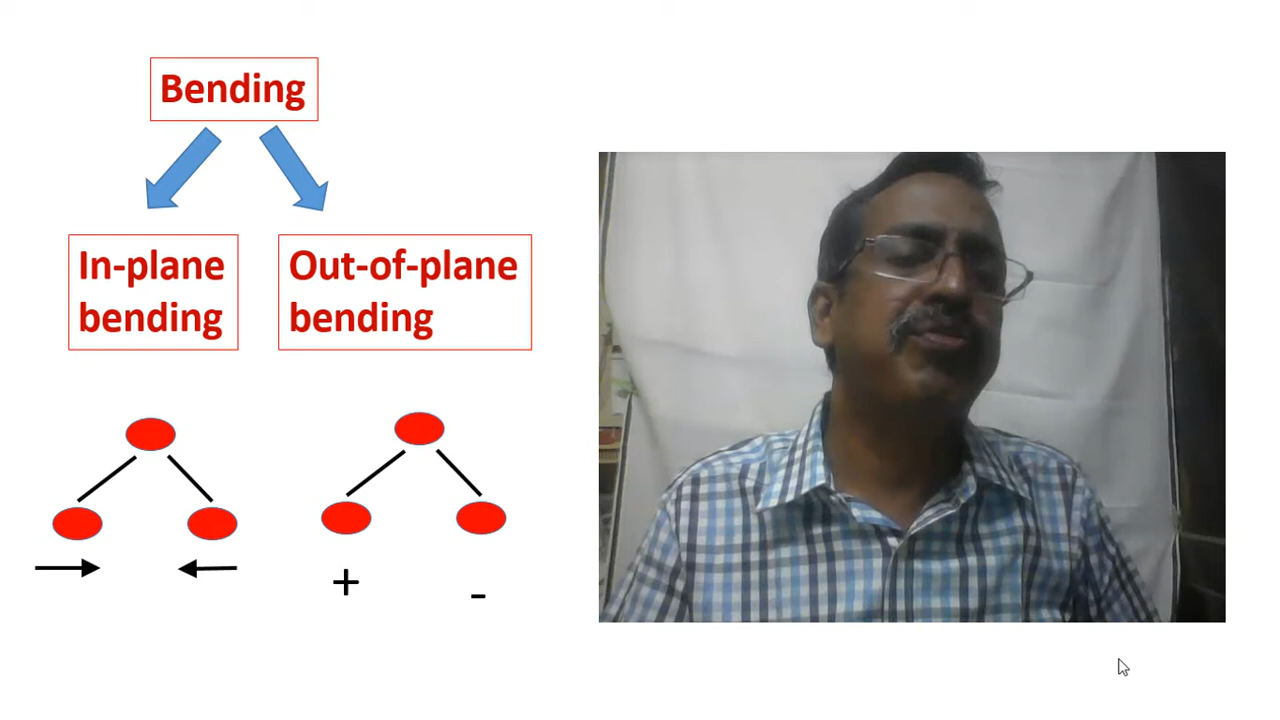 Bending
In-plane
bending
Out-of-plane
bending
+
-